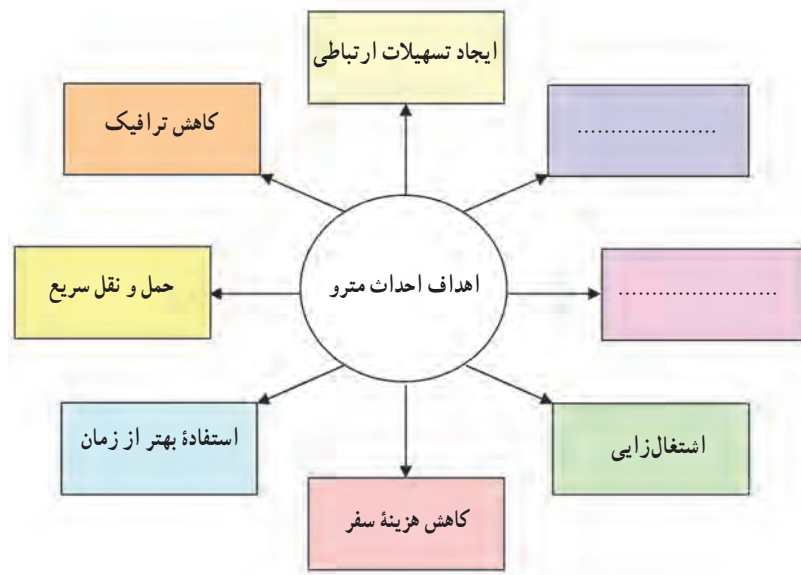 ایجاد تسهیلات ارتباطی
.....................
کاهش ترافیک
اهداف احداث مترو
.......................
حمل و نقل سریع
اشتغال‌زایی
استفادهٔ بهتر از زمان
کاهش هزینهٔ سفر